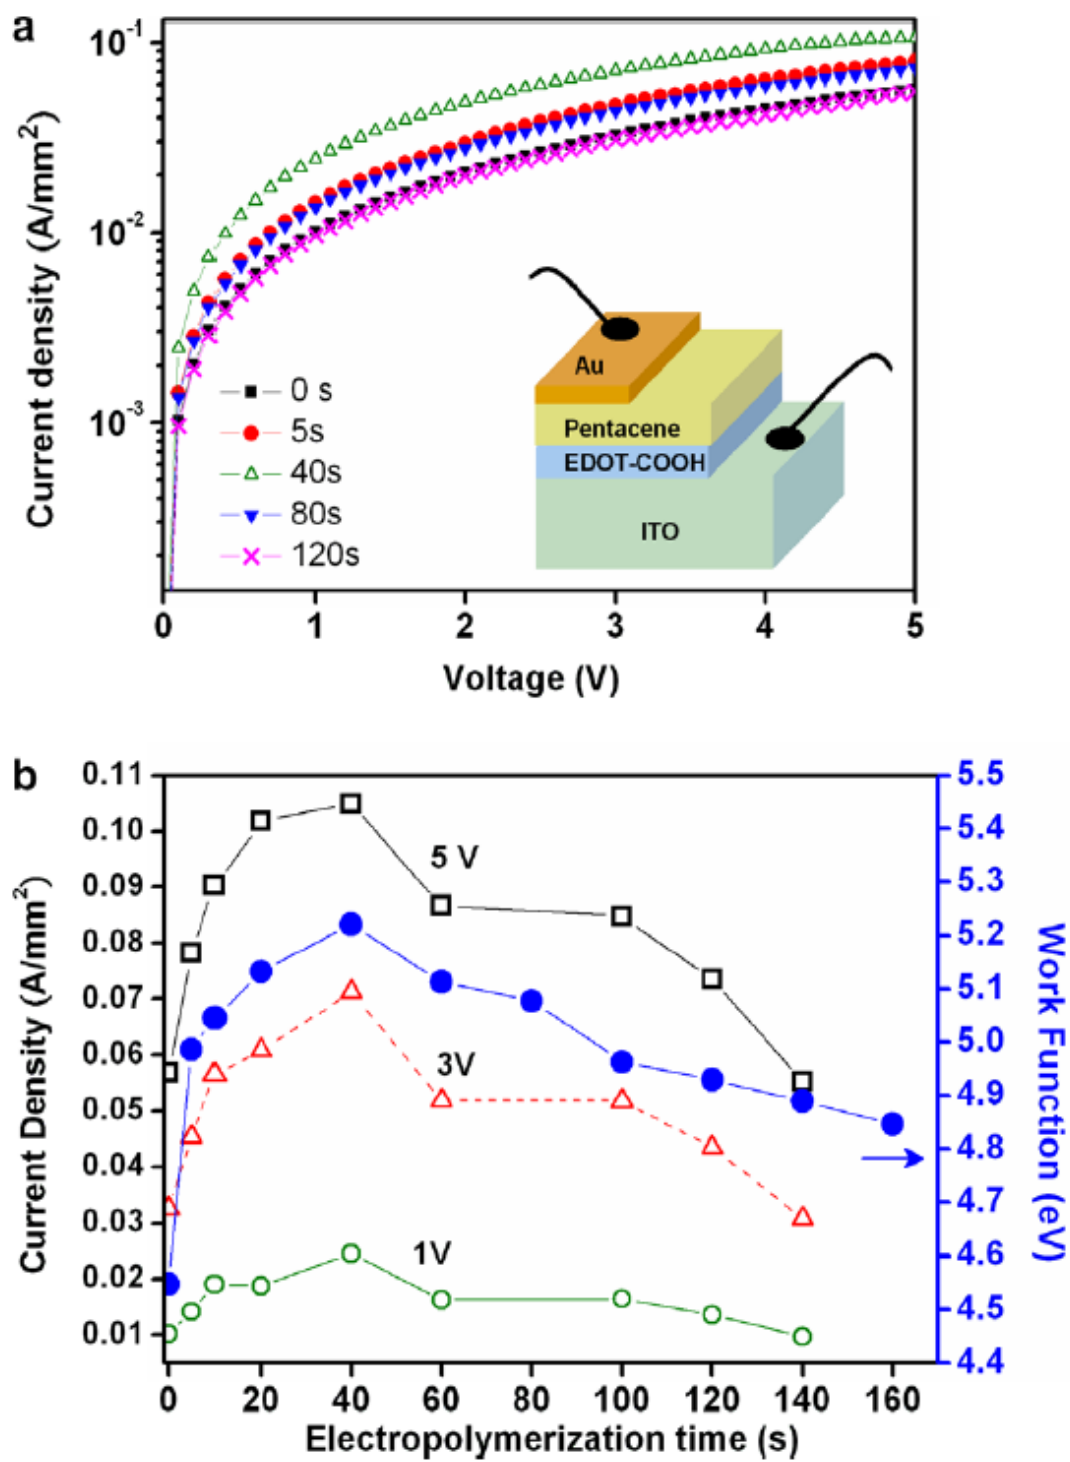 a
Current density (A/mm²)
10⁻¹
10⁻²
10⁻³
0 s
5s
40s
80s
120s
Au
Pentacene
EDOT-COOH
ITO
0 1 2 3 4 5
Voltage (V)
b
Current Density (A/mm²)
0.11
0.10
0.09
0.08
0.07
0.06
0.05
0.04
0.03
0.02
0.01
5 V
3V
1V
5.5
5.4
5.3
5.2
5.1
5.0
4.9
4.8
4.7
4.6
4.5
4.4
Work Function (eV)
0 20 40 60 80 100 120 140 160
Electropolymerization time (s)